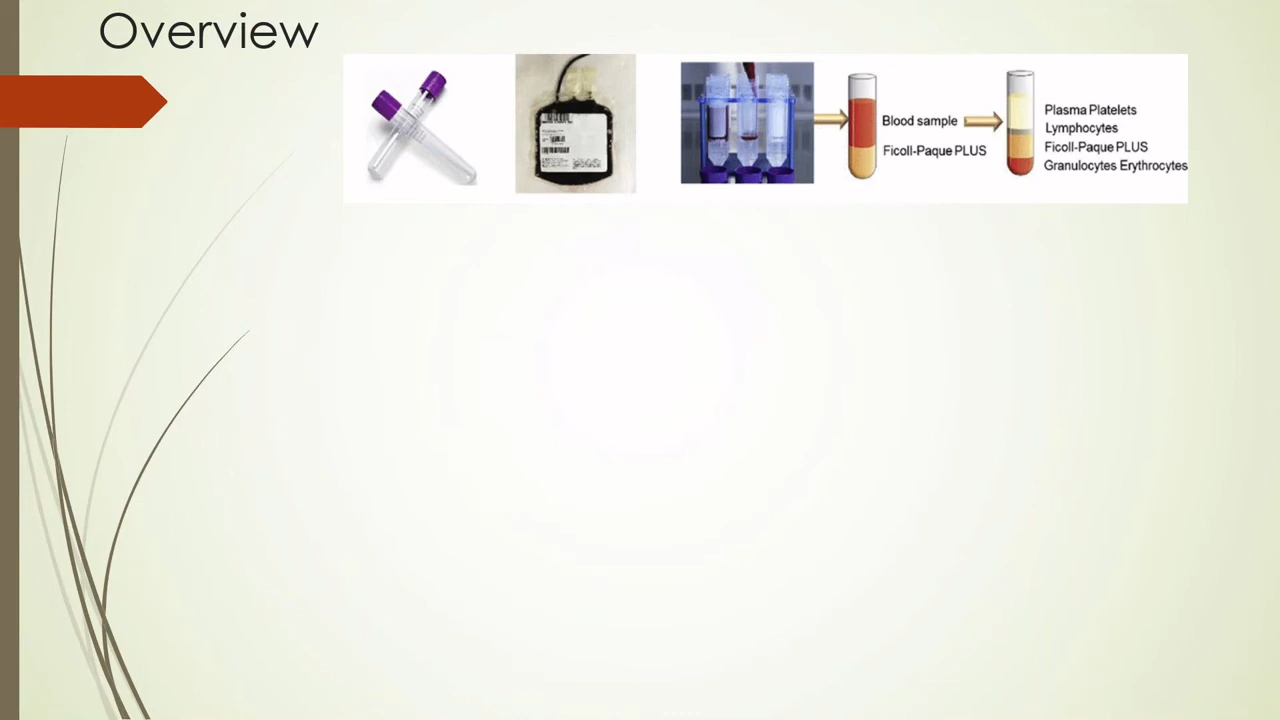 Overview
Blood sample
Ficoll-Paque PLUS
Plasma Platelets
Lymphocytes
Ficoll-Paque PLUS
Granulocytes Erythrocytes